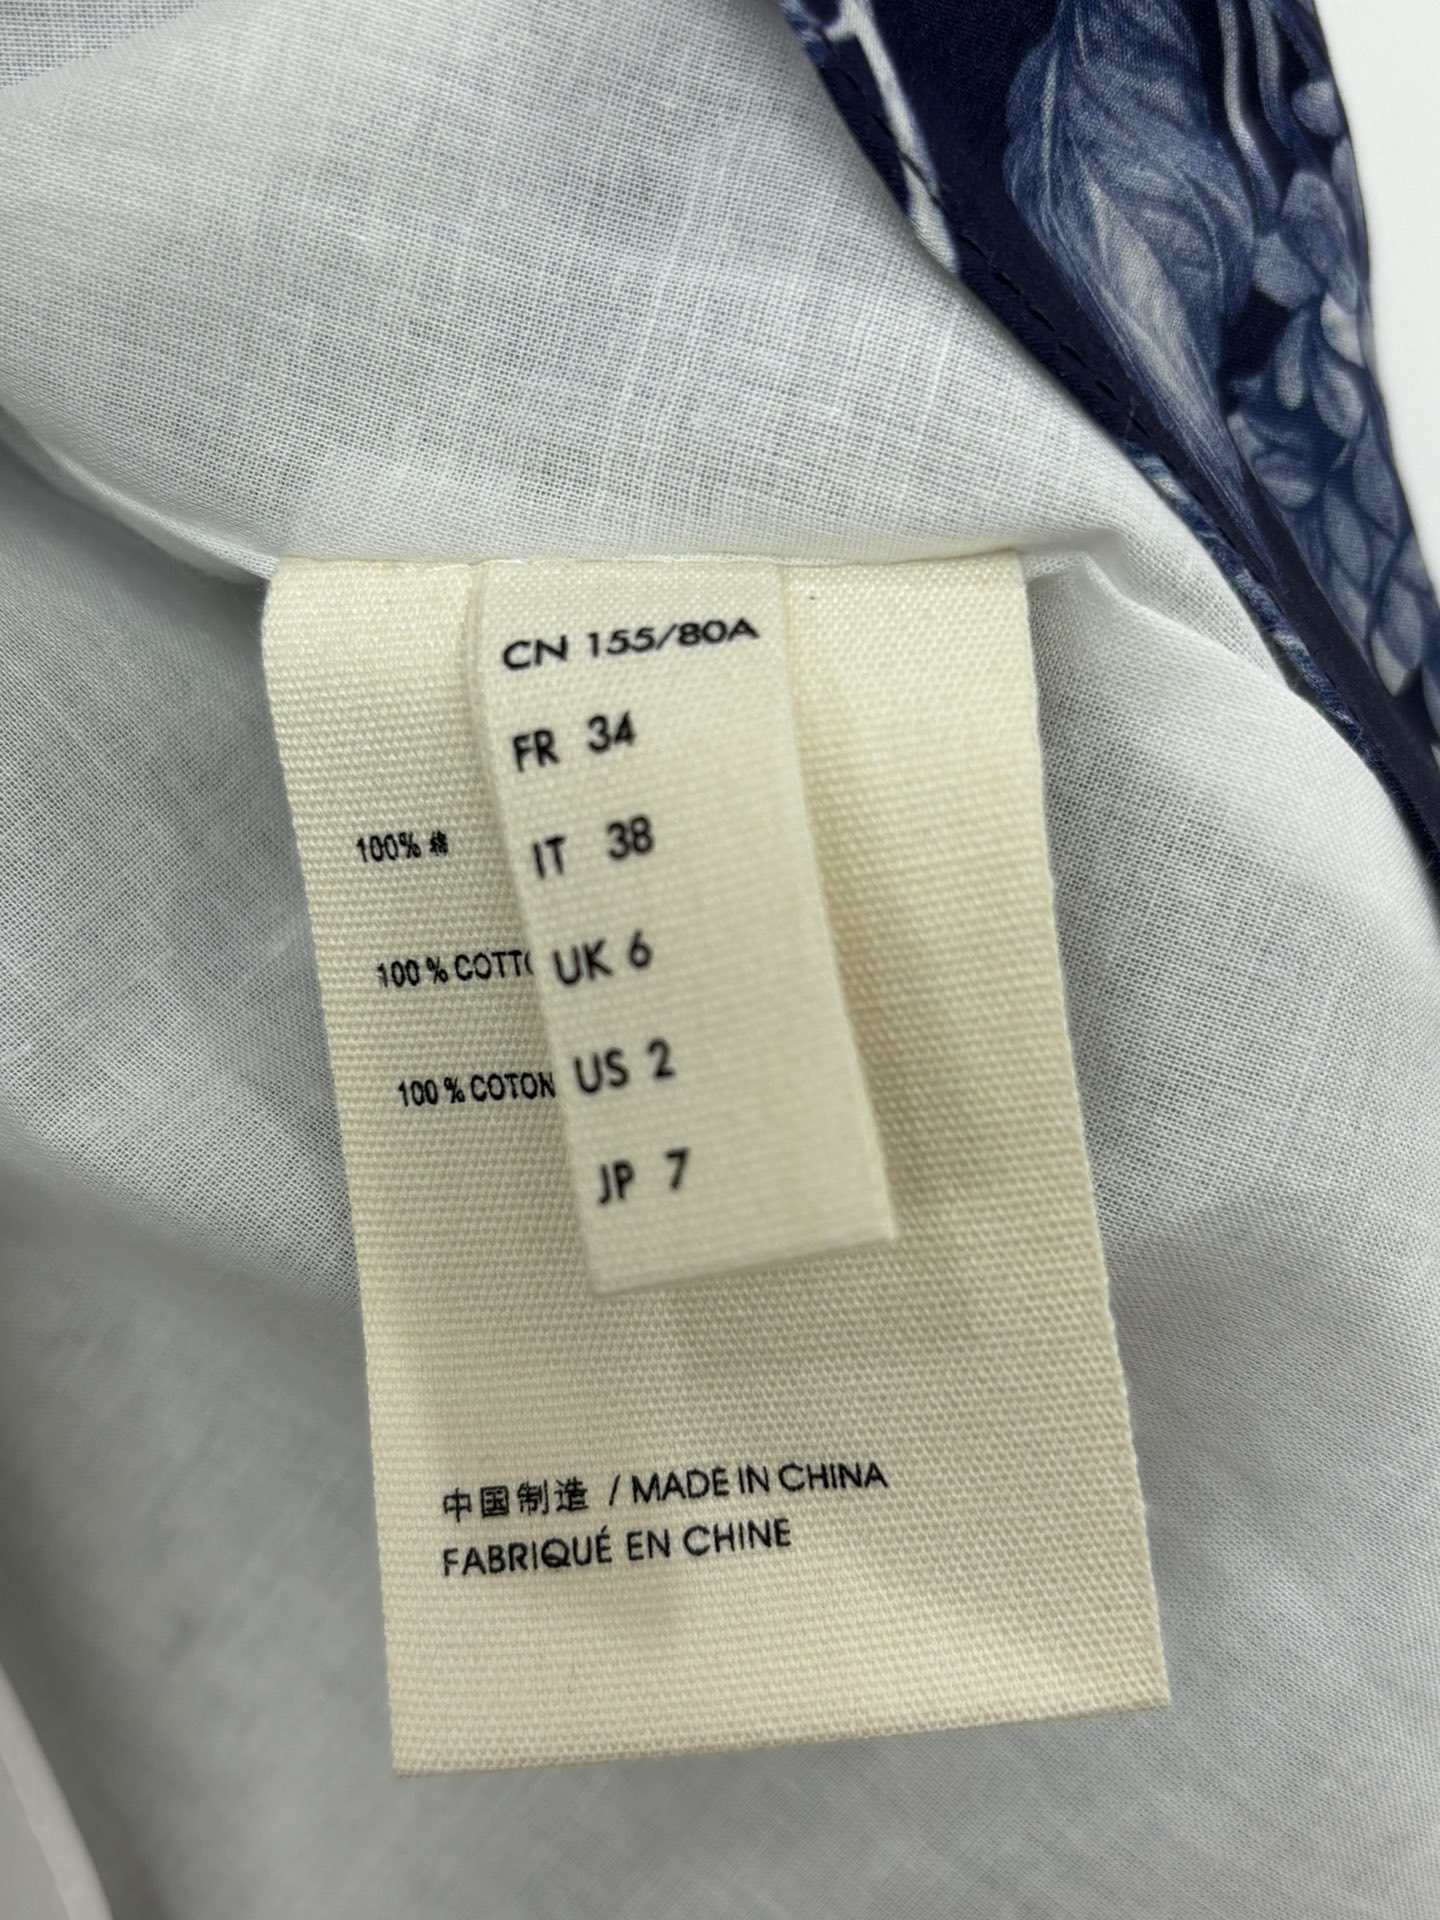 CN 155/80A
FR 34
IT 38
UK 6
US 2
JP 7
100% 棉
100 % COTT
100 % COTON
中国制造 / MADE IN CHINA
FABRIQUÉ EN CHINE